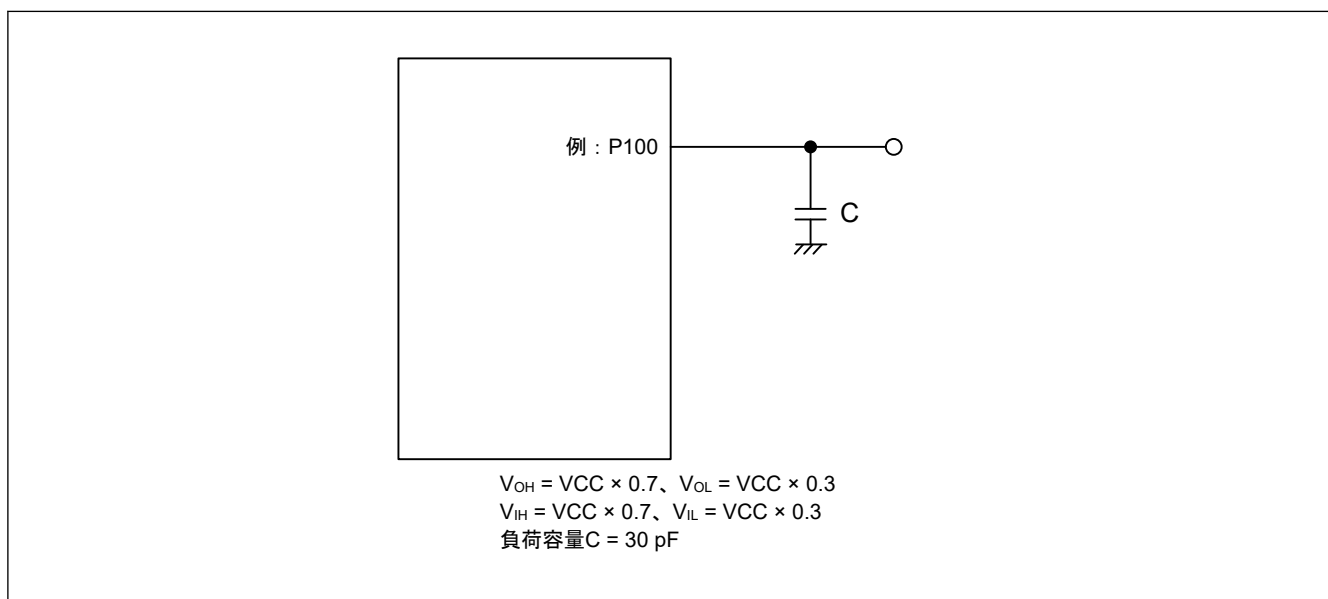 例：P100
C
VOH = VCC × 0.7、VOL = VCC × 0.3
VIH = VCC × 0.7、VIL = VCC × 0.3
負荷容量C = 30 pF